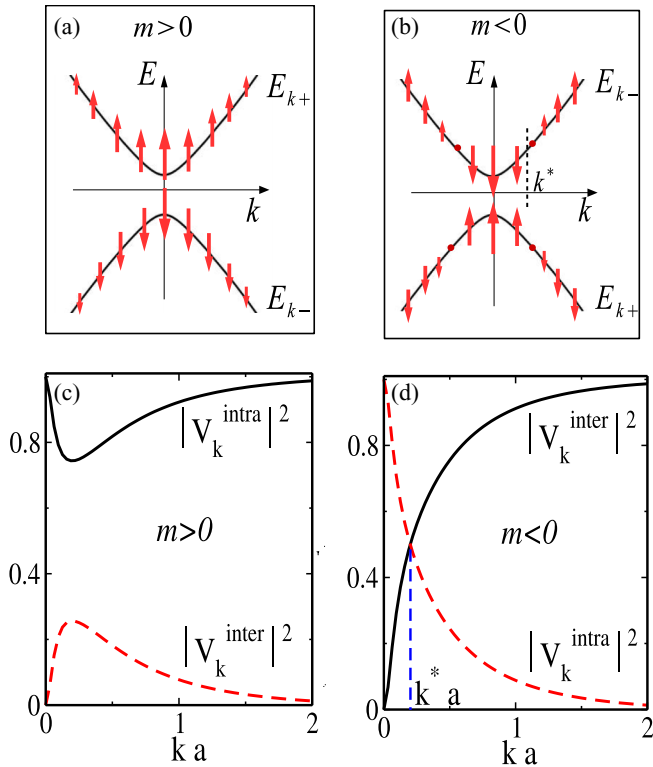 (a)
m>0
E
E_{k+}
k
E_{k-}
(b)
m<0
E
E_{k-}
k^*
k
E_{k+}
(c)
0.8
|V_k^{intra}|^2
m>0
0.4
|V_k^{inter}|^2
0
0 1 2
k a
(d)
0.8
|V_k^{inter}|^2
m<0
0.4
|V_k^{intra}|^2
k^* a
0
0 1 2
k a